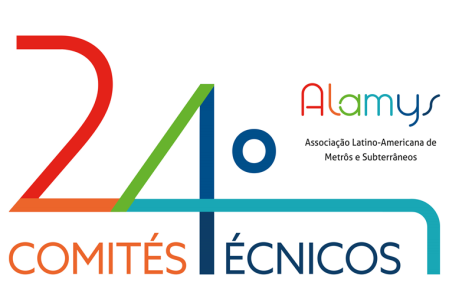 24º
Alamys
Associação Latino-Americana de
Metrôs e Subterrâneos
COMITÉS TÉCNICOS